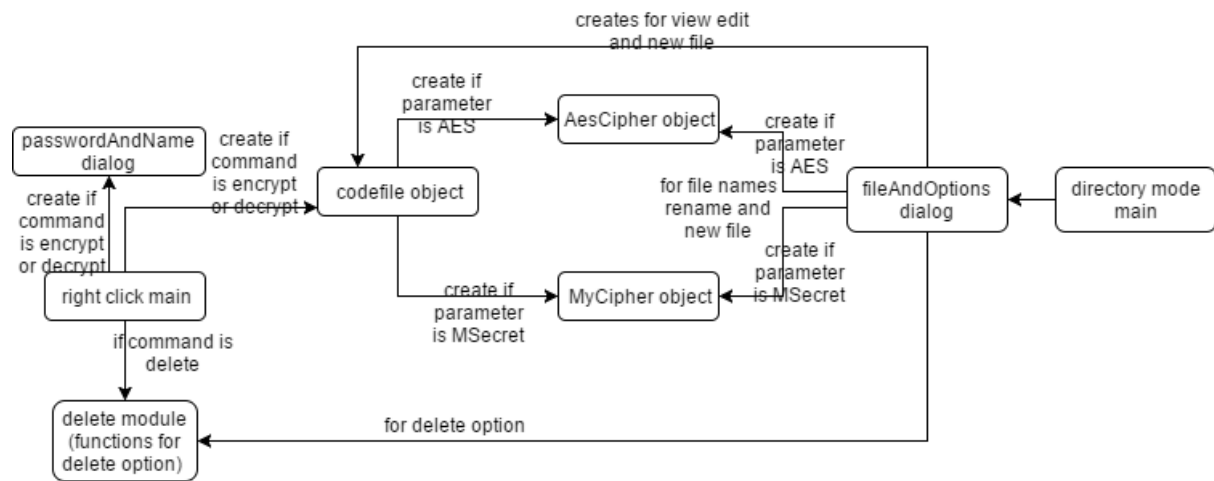 creates for view edit
and new file
create if
parameter
is AES
AesCipher object
create if
parameter
is AES
passwordAndName
dialog
create if
command
is encrypt
or decrypt
codefile object
for file names
rename and
new file
fileAndOptions
dialog
directory mode
main
create if
command
is encrypt
or decrypt
right click main
create if
parameter
is MSecret
MyCipher object
create if
parameter
is MSecret
if command is
delete
delete module
(functions for
delete option)
for delete option